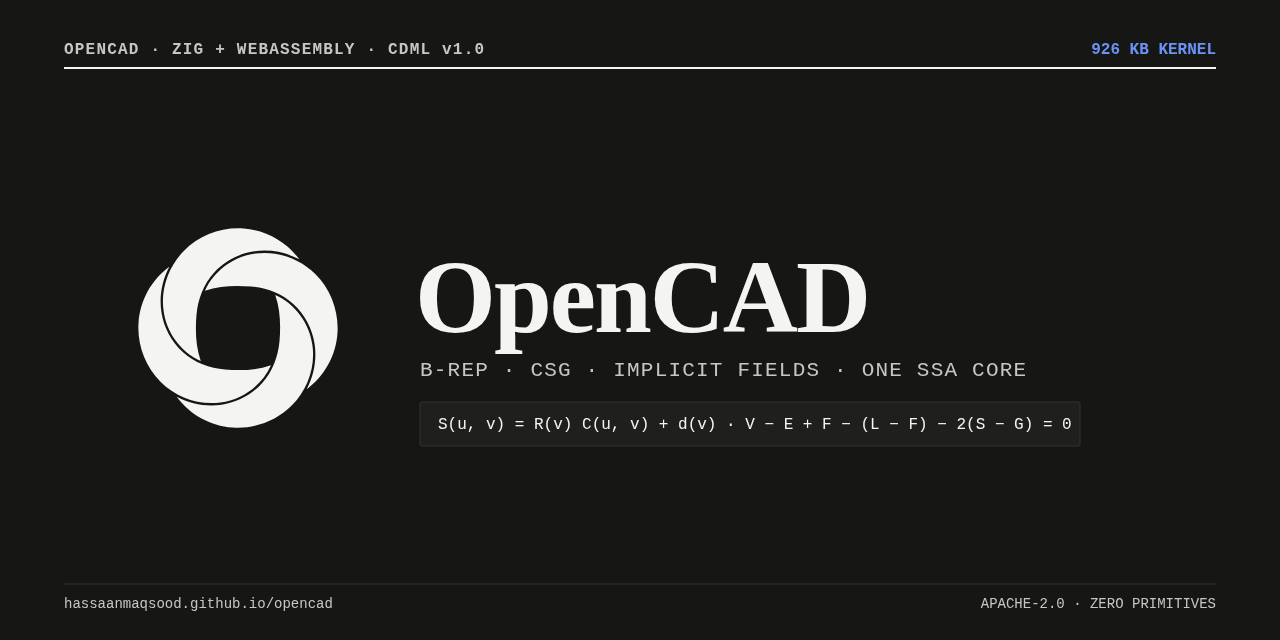 OPENCAD · ZIG + WEBASSEMBLY · CDML v1.0
926 KB KERNEL
OpenCAD
B-REP · CSG · IMPLICIT FIELDS · ONE SSA CORE
S(u, v) = R(v) C(u, v) + d(v) · V − E + F − (L − F) − 2(S − G) = 0
hassaanmaqsood.github.io/opencad
APACHE-2.0 · ZERO PRIMITIVES